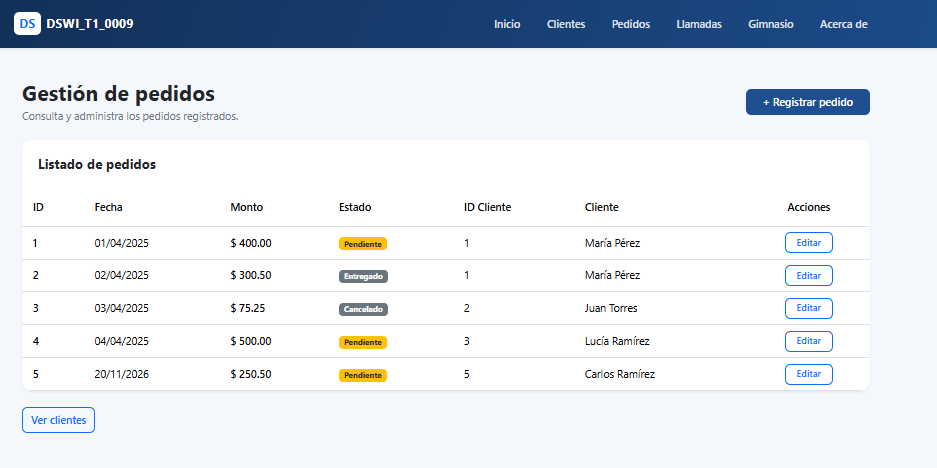 DS DSWI_T1_0009 Inicio Clientes Pedidos Llamadas Gimnasio Acerca de
Gestión de pedidos
Consulta y administra los pedidos registrados.
+ Registrar pedido
Listado de pedidos
ID Fecha Monto Estado ID Cliente Cliente Acciones
1 01/04/2025 $ 400.00 Pendiente 1 María Pérez Editar
2 02/04/2025 $ 300.50 Entregado 1 María Pérez Editar
3 03/04/2025 $ 75.25 Cancelado 2 Juan Torres Editar
4 04/04/2025 $ 500.00 Pendiente 3 Lucía Ramírez Editar
5 20/11/2026 $ 250.50 Pendiente 5 Carlos Ramírez Editar
Ver clientes